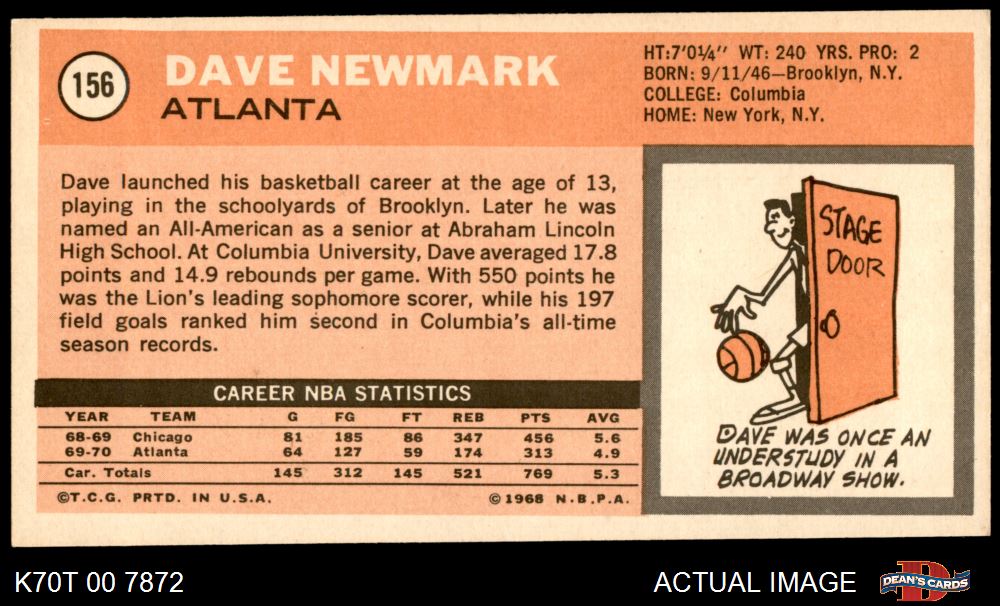 156
DAVE NEWMARK
ATLANTA
HT:7'0¼" WT: 240 YRS. PRO: 2
BORN: 9/11/46—Brooklyn, N.Y.
COLLEGE: Columbia
HOME: New York, N.Y.
Dave launched his basketball career at the age of 13,
playing in the schoolyards of Brooklyn. Later he was
named an All-American as a senior at Abraham Lincoln
High School. At Columbia University, Dave averaged 17.8
points and 14.9 rebounds per game. With 550 points he
was the Lion's leading sophomore scorer, while his 197
field goals ranked him second in Columbia's all-time
season records.
STAGE
DOOR
DAVE WAS ONCE AN
UNDERSTUDY IN A
BROADWAY SHOW.
CAREER NBA STATISTICS
YEAR TEAM G FG FT REB PTS AVG
68-69 Chicago 81 185 86 347 456 5.6
69-70 Atlanta 64 127 59 174 313 4.9
Car. Totals 145 312 145 521 769 5.3
©T.C.G. PRTD. IN U.S.A. ©1968 N.B.P.A.
K70T 00 7872 ACTUAL IMAGE DEAN'S CARDS